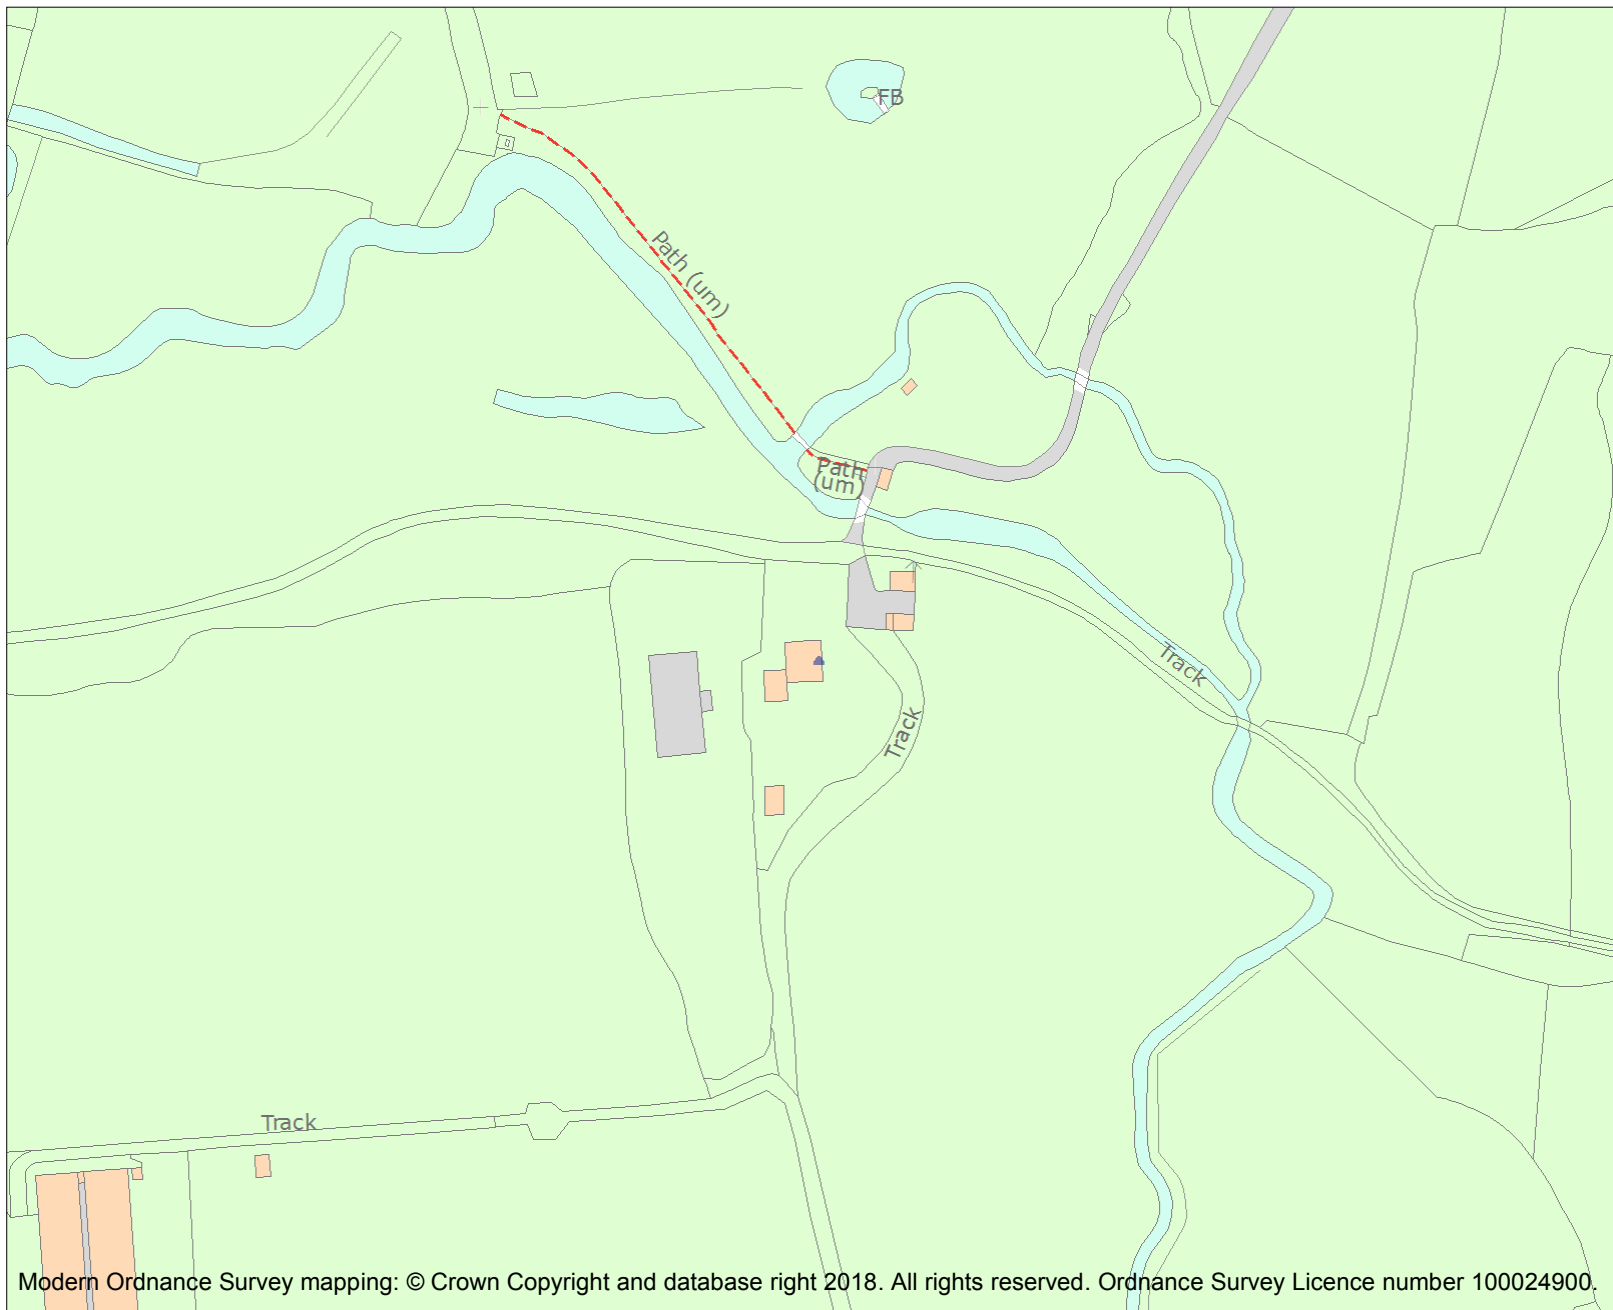 FB
Path (um)
Path
(um)
Track
Track
Track
Modern Ordnance Survey mapping: © Crown Copyright and database right 2018. All rights reserved. Ordnance Survey Licence number 100024900.